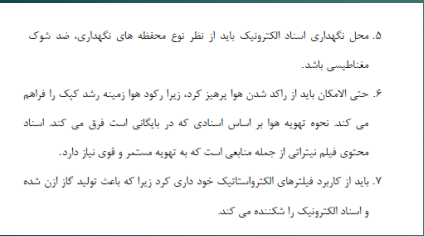 ۵. محل نگهداری اسناد الکترونیک باید از نظر نوع محفظه های نگهداری، ضد شوک
مغناطیسی باشد.
۶. حتی الامکان باید از راکد شدن هوا پرهیز کرد، زیرا رکود هوا زمینه رشد کپک را فراهم
می کند. نحوه تهویه هوا بر اساس اسنادی که در بایگانی است فرق می کند. اسناد
محتوی فیلم نیتراتی از جمله منابعی است که به تهویه مستمر و قوی نیاز دارد.
۷. باید از کاربرد فیلترهای الکترواستاتیک خود داری کرد زیرا که باعث تولید گاز ازن شده
و اسناد الکترونیک را شکننده می کند.